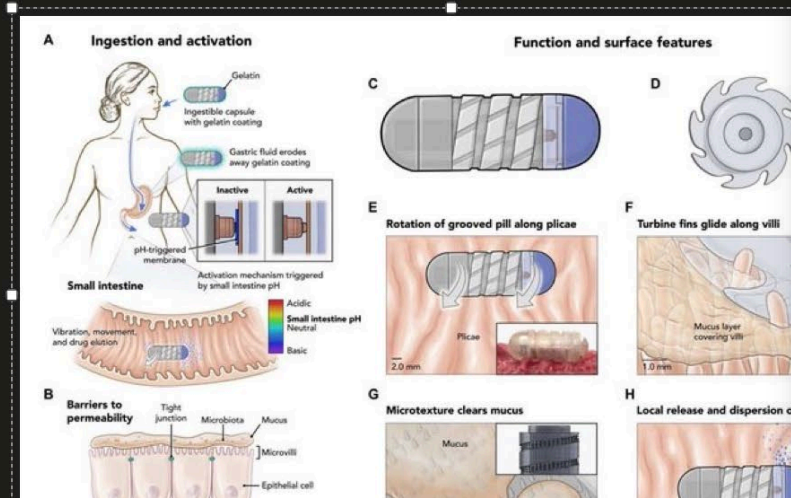 A
Ingestion and activation
Gelatin
Ingestible capsule
with gelatin coating
Gastric fluid erodes
away gelatin coating
Inactive
Active
pH-triggered
membrane
Activation mechanism triggered
by small intestine pH
Small intestine
Vibration, movement,
and drug elution
Acidic
Small intestine pH
Neutral
Basic
B
Barriers to
permeability
Tight
junction
Microbiota
Mucus
Microvilli
Epithelial cell
Function and surface features
C
D
E
Rotation of grooved pill along plicae
Plicae
2.0 mm
F
Turbine fins glide along villi
Mucus layer
covering villi
1.0 mm
G
Microtexture clears mucus
Mucus
H
Local release and dispersion o